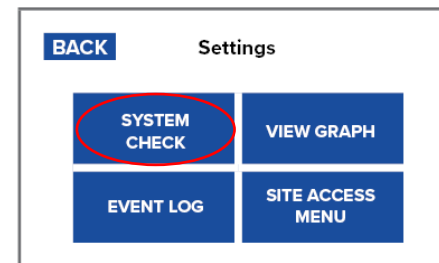 BACK Settings
SYSTEM
CHECK
VIEW GRAPH
EVENT LOG
SITE ACCESS
MENU